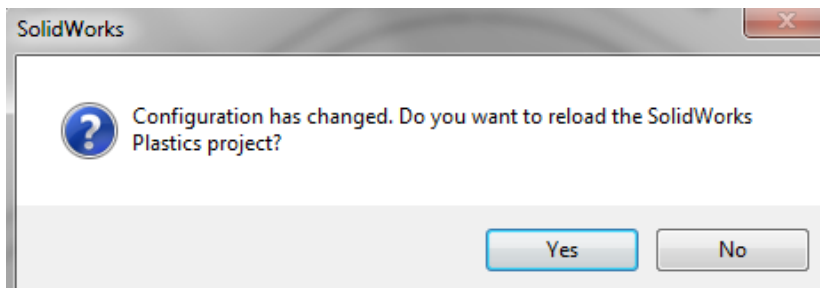 SolidWorks
Configuration has changed. Do you want to reload the SolidWorks
Plastics project?
Yes
No